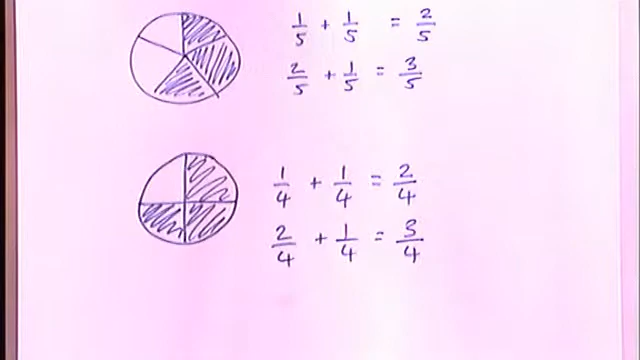 1/5 + 1/5 = 2/5
2/5 + 1/5 = 3/5
1/4 + 1/4 = 2/4
2/4 + 1/4 = 3/4